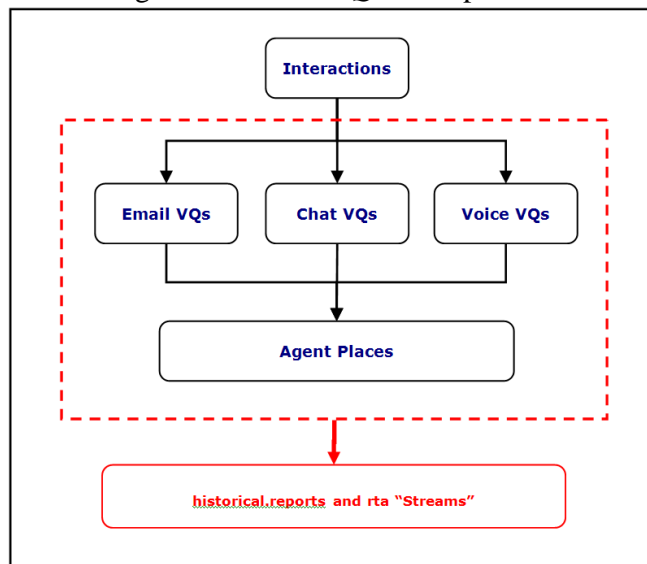 Interactions
Email VQs
Chat VQs
Voice VQs
Agent Places
historical.reports and rta “Streams”